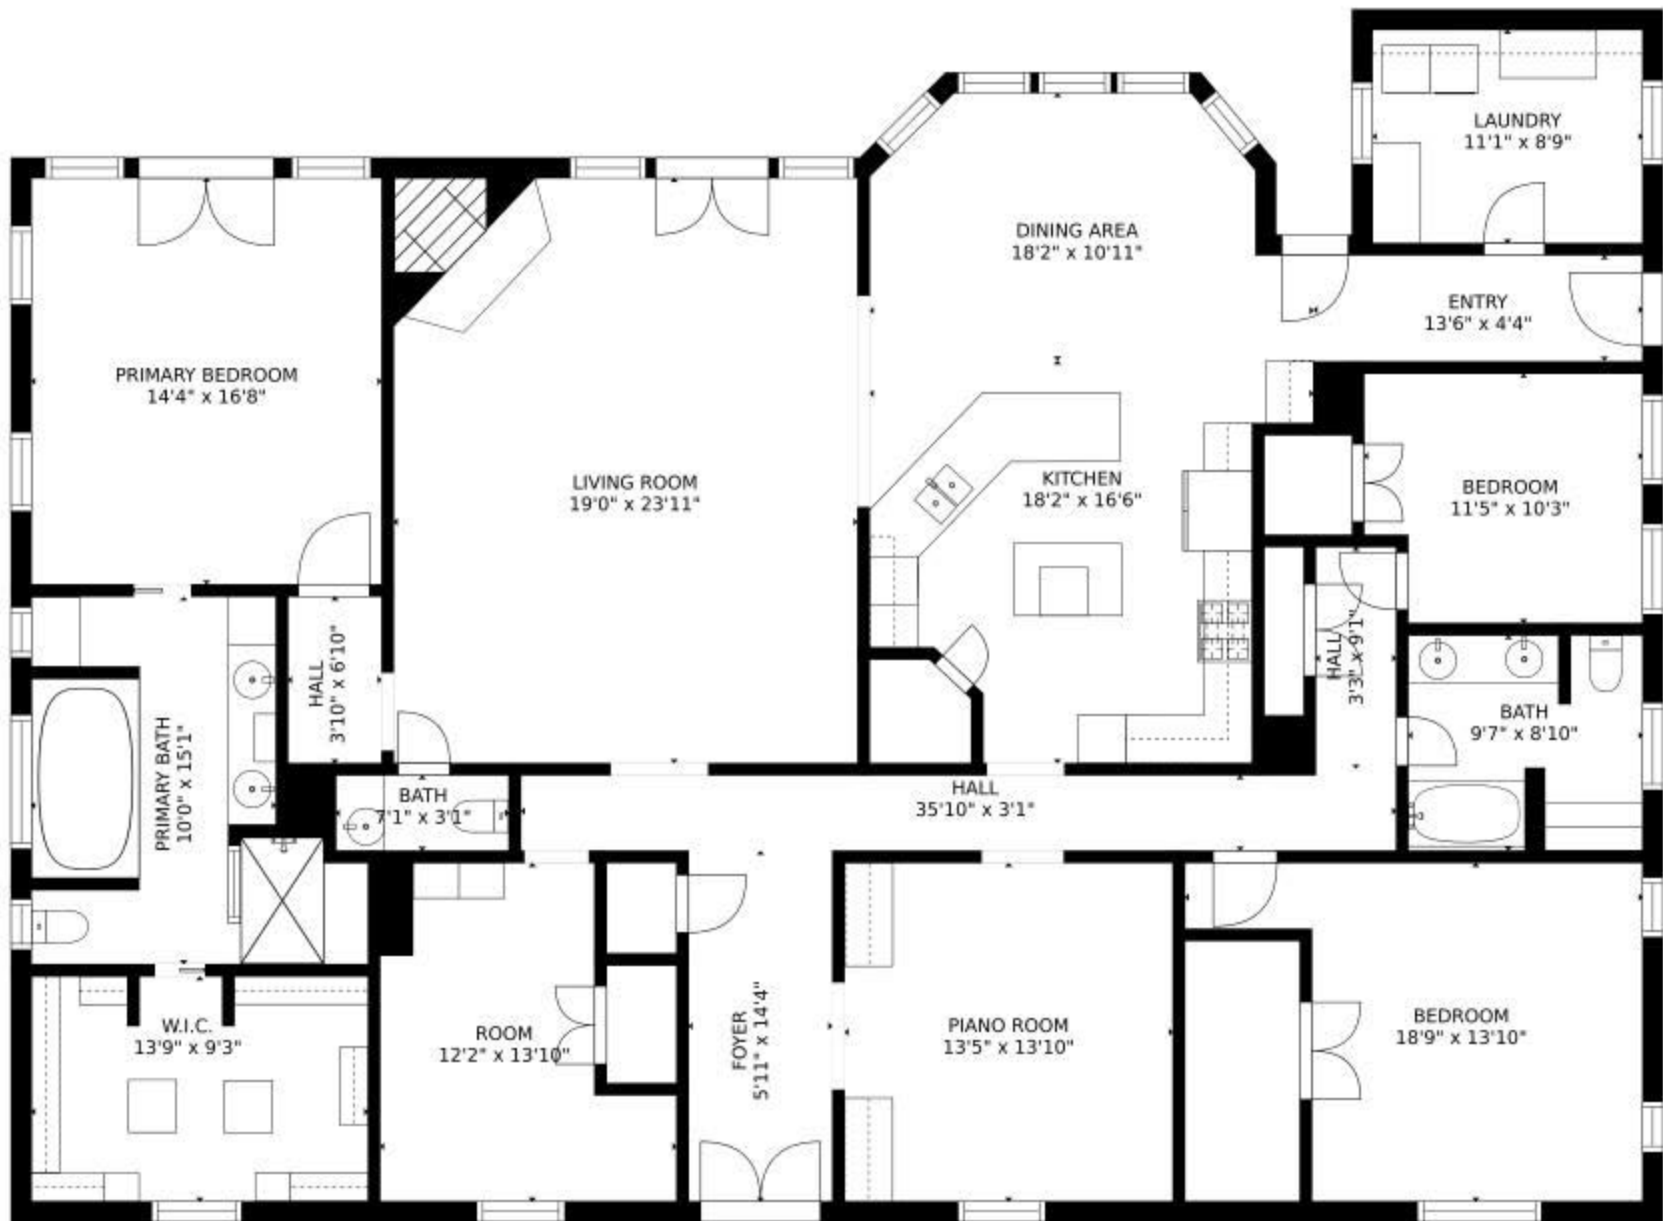 LAUNDRY
11'1" x 8'9"
DINING AREA
18'2" x 10'11"
ENTRY
13'6" x 4'4"
PRIMARY BEDROOM
14'4" x 16'8"
LIVING ROOM
19'0" x 23'11"
KITCHEN
18'2" x 16'6"
BEDROOM
11'5" x 10'3"
HALL
3'10" x 6'10"
HALL
3'3" x 9'1"
PRIMARY BATH
10'0" x 15'1"
BATH
9'7" x 8'10"
BATH
7'1" x 3'1"
HALL
35'10" x 3'1"
W.I.C.
13'9" x 9'3"
ROOM
12'2" x 13'10"
FOYER
5'11" x 14'4"
PIANO ROOM
13'5" x 13'10"
BEDROOM
18'9" x 13'10"